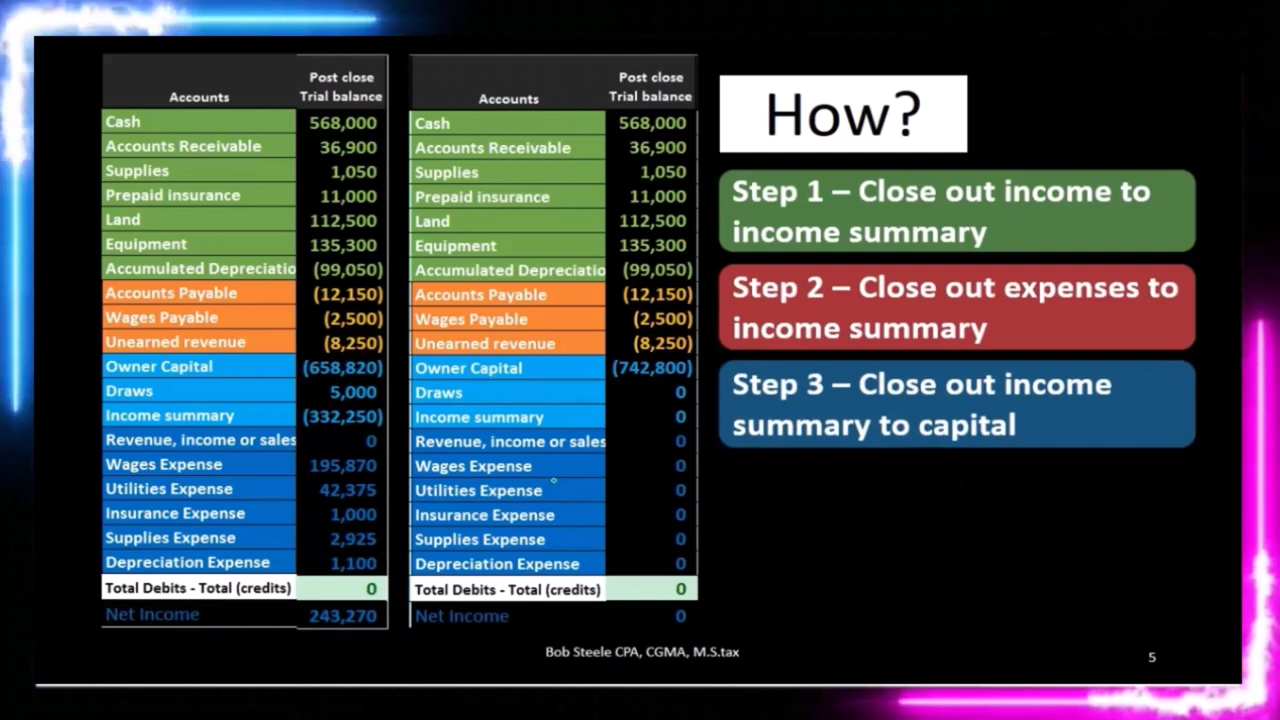 Accounts Post close Trial balance
Cash 568,000
Accounts Receivable 36,900
Supplies 1,050
Prepaid insurance 11,000
Land 112,500
Equipment 135,300
Accumulated Depreciatio (99,050)
Accounts Payable (12,150)
Wages Payable (2,500)
Unearned revenue (8,250)
Owner Capital (658,820)
Draws 5,000
Income summary (332,250)
Revenue, income or sales 0
Wages Expense 195,870
Utilities Expense 42,375
Insurance Expense 1,000
Supplies Expense 2,925
Depreciation Expense 1,100
Total Debits - Total (credits) 0
Net Income 243,270
Accounts Post close Trial balance
Cash 568,000
Accounts Receivable 36,900
Supplies 1,050
Prepaid insurance 11,000
Land 112,500
Equipment 135,300
Accumulated Depreciatio (99,050)
Accounts Payable (12,150)
Wages Payable (2,500)
Unearned revenue (8,250)
Owner Capital (742,800)
Draws 0
Income summary 0
Revenue, income or sales 0
Wages Expense 0
Utilities Expense 0
Insurance Expense 0
Supplies Expense 0
Depreciation Expense 0
Total Debits - Total (credits) 0
Net Income 0
How?
Step 1 – Close out income to
income summary
Step 2 – Close out expenses to
income summary
Step 3 – Close out income
summary to capital
Bob Steele CPA, CGMA, M.S.tax
5